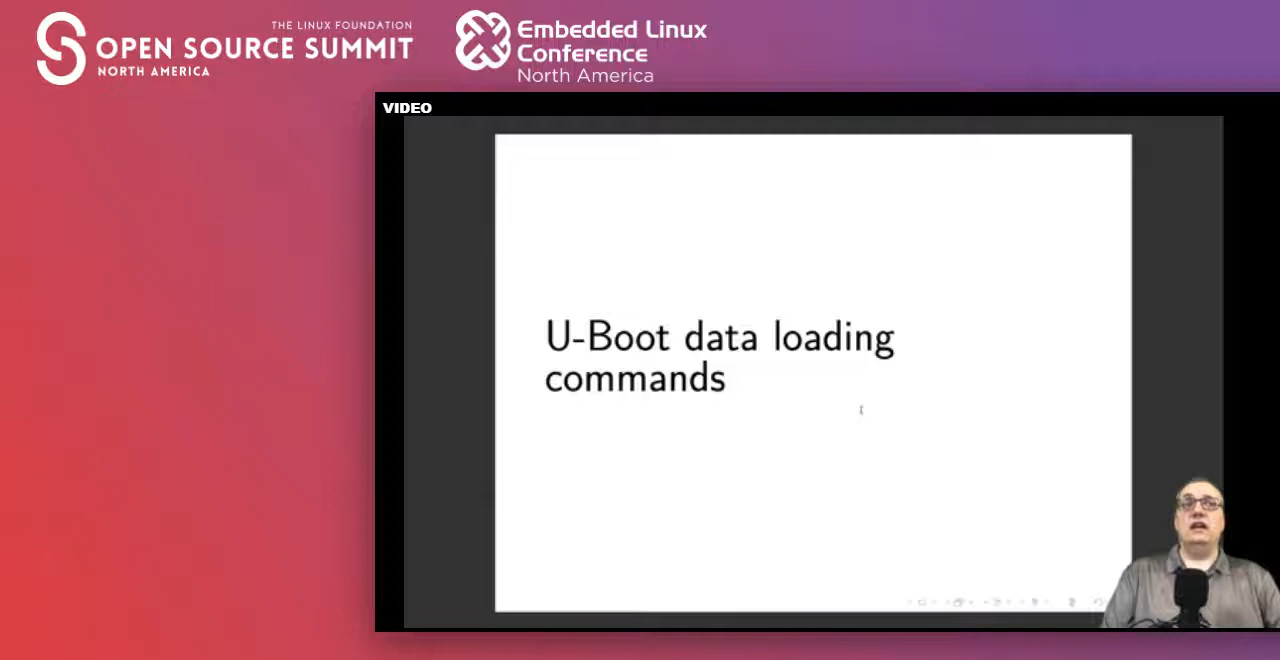 THE LINUX FOUNDATION
OPEN SOURCE SUMMIT
NORTH AMERICA
Embedded Linux
Conference
North America
VIDEO
U-Boot data loading
commands